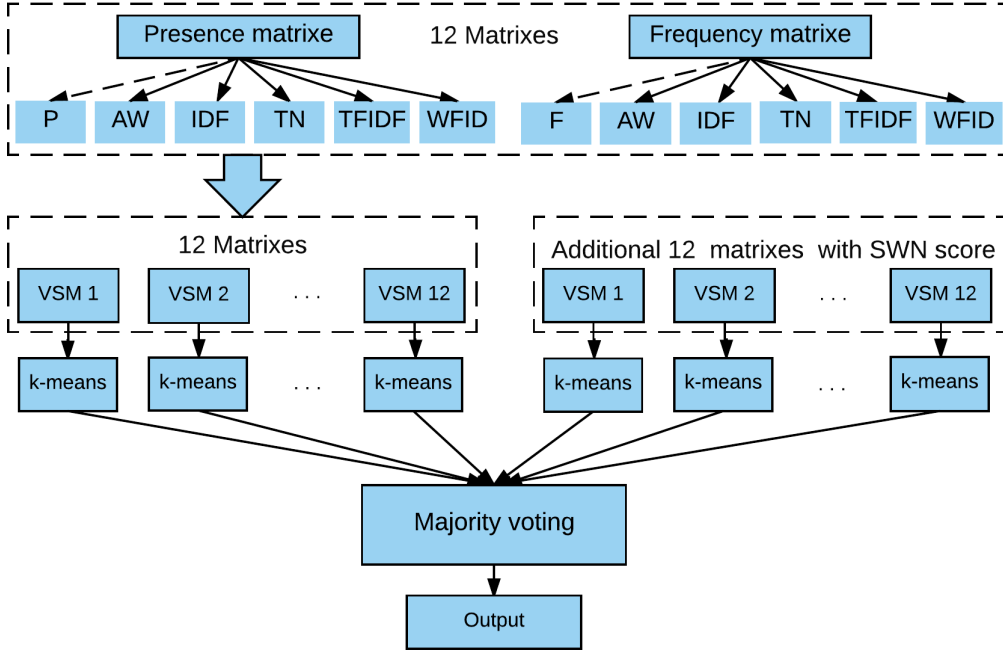 Presence matrixe 12 Matrixes Frequency matrixe
P AW IDF TN TFIDF WFID F AW IDF TN TFIDF WFID
12 Matrixes Additional 12 matrixes with SWN score
VSM 1 VSM 2 . . . VSM 12 VSM 1 VSM 2 . . . VSM 12
k-means k-means . . . k-means k-means k-means . . . k-means
Majority voting
Output